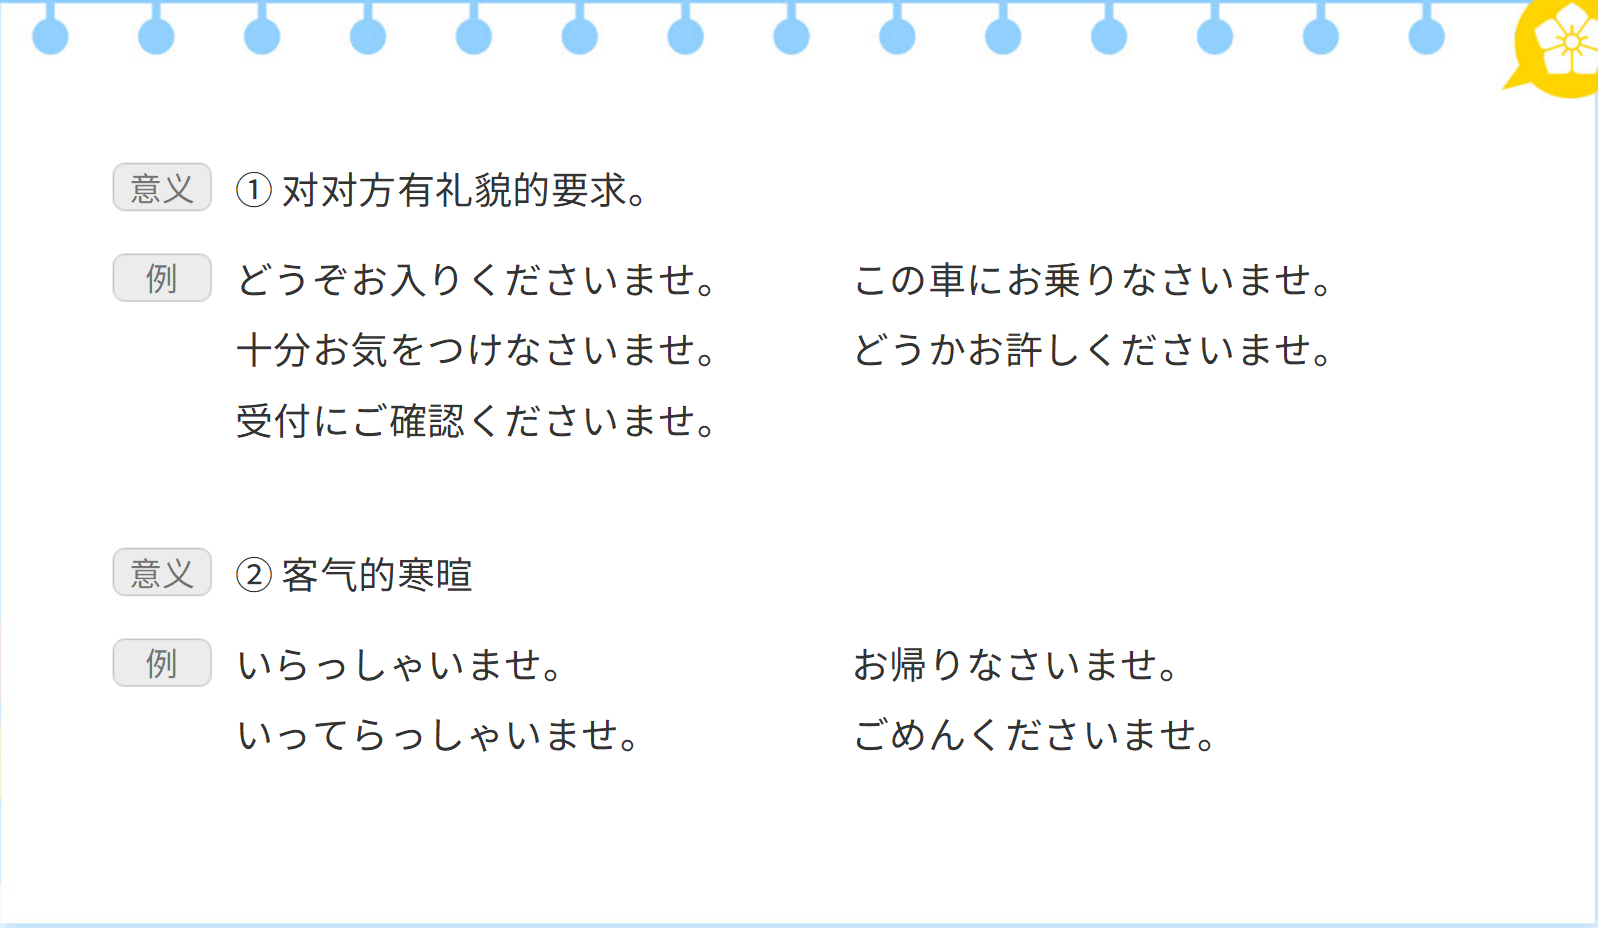 意义 ① 对对方有礼貌的要求。
例 どうぞお入りくださいませ。 この車にお乗りなさいませ。
十分お気をつけなさいませ。 どうかお許しくださいませ。
受付にご確認くださいませ。
意义 ② 客气的寒暄
例 いらっしゃいませ。 お帰りなさいませ。
いってらっしゃいませ。 ごめんくださいませ。